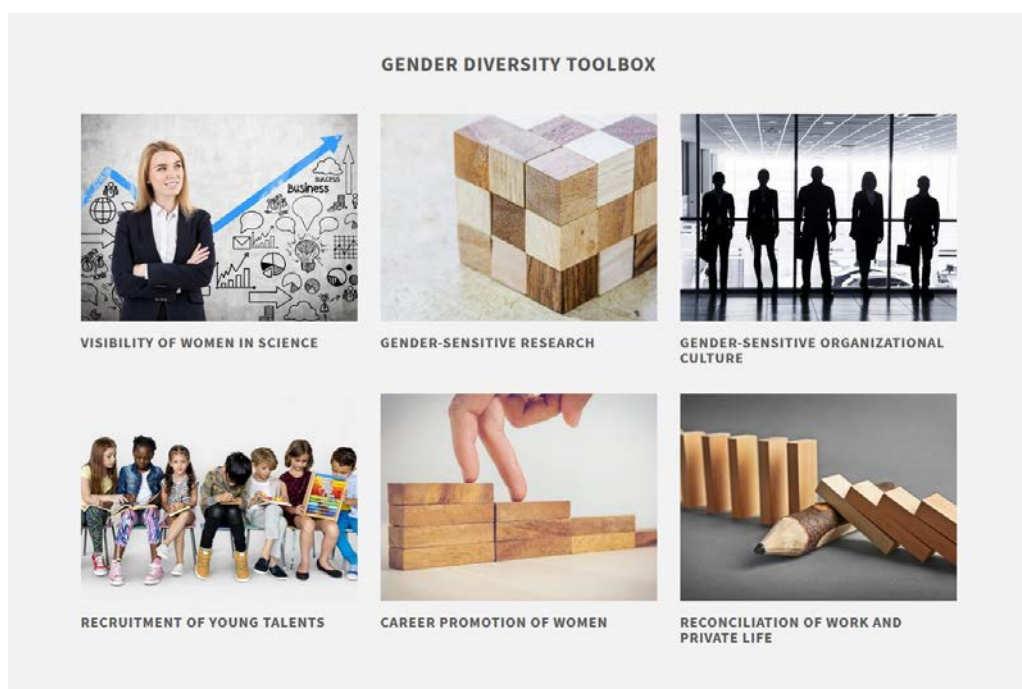 GENDER DIVERSITY TOOLBOX
SUCCESS
Business
VISIBILITY OF WOMEN IN SCIENCE
GENDER-SENSITIVE RESEARCH
GENDER-SENSITIVE ORGANIZATIONAL
CULTURE
RECRUITMENT OF YOUNG TALENTS
CAREER PROMOTION OF WOMEN
RECONCILIATION OF WORK AND
PRIVATE LIFE